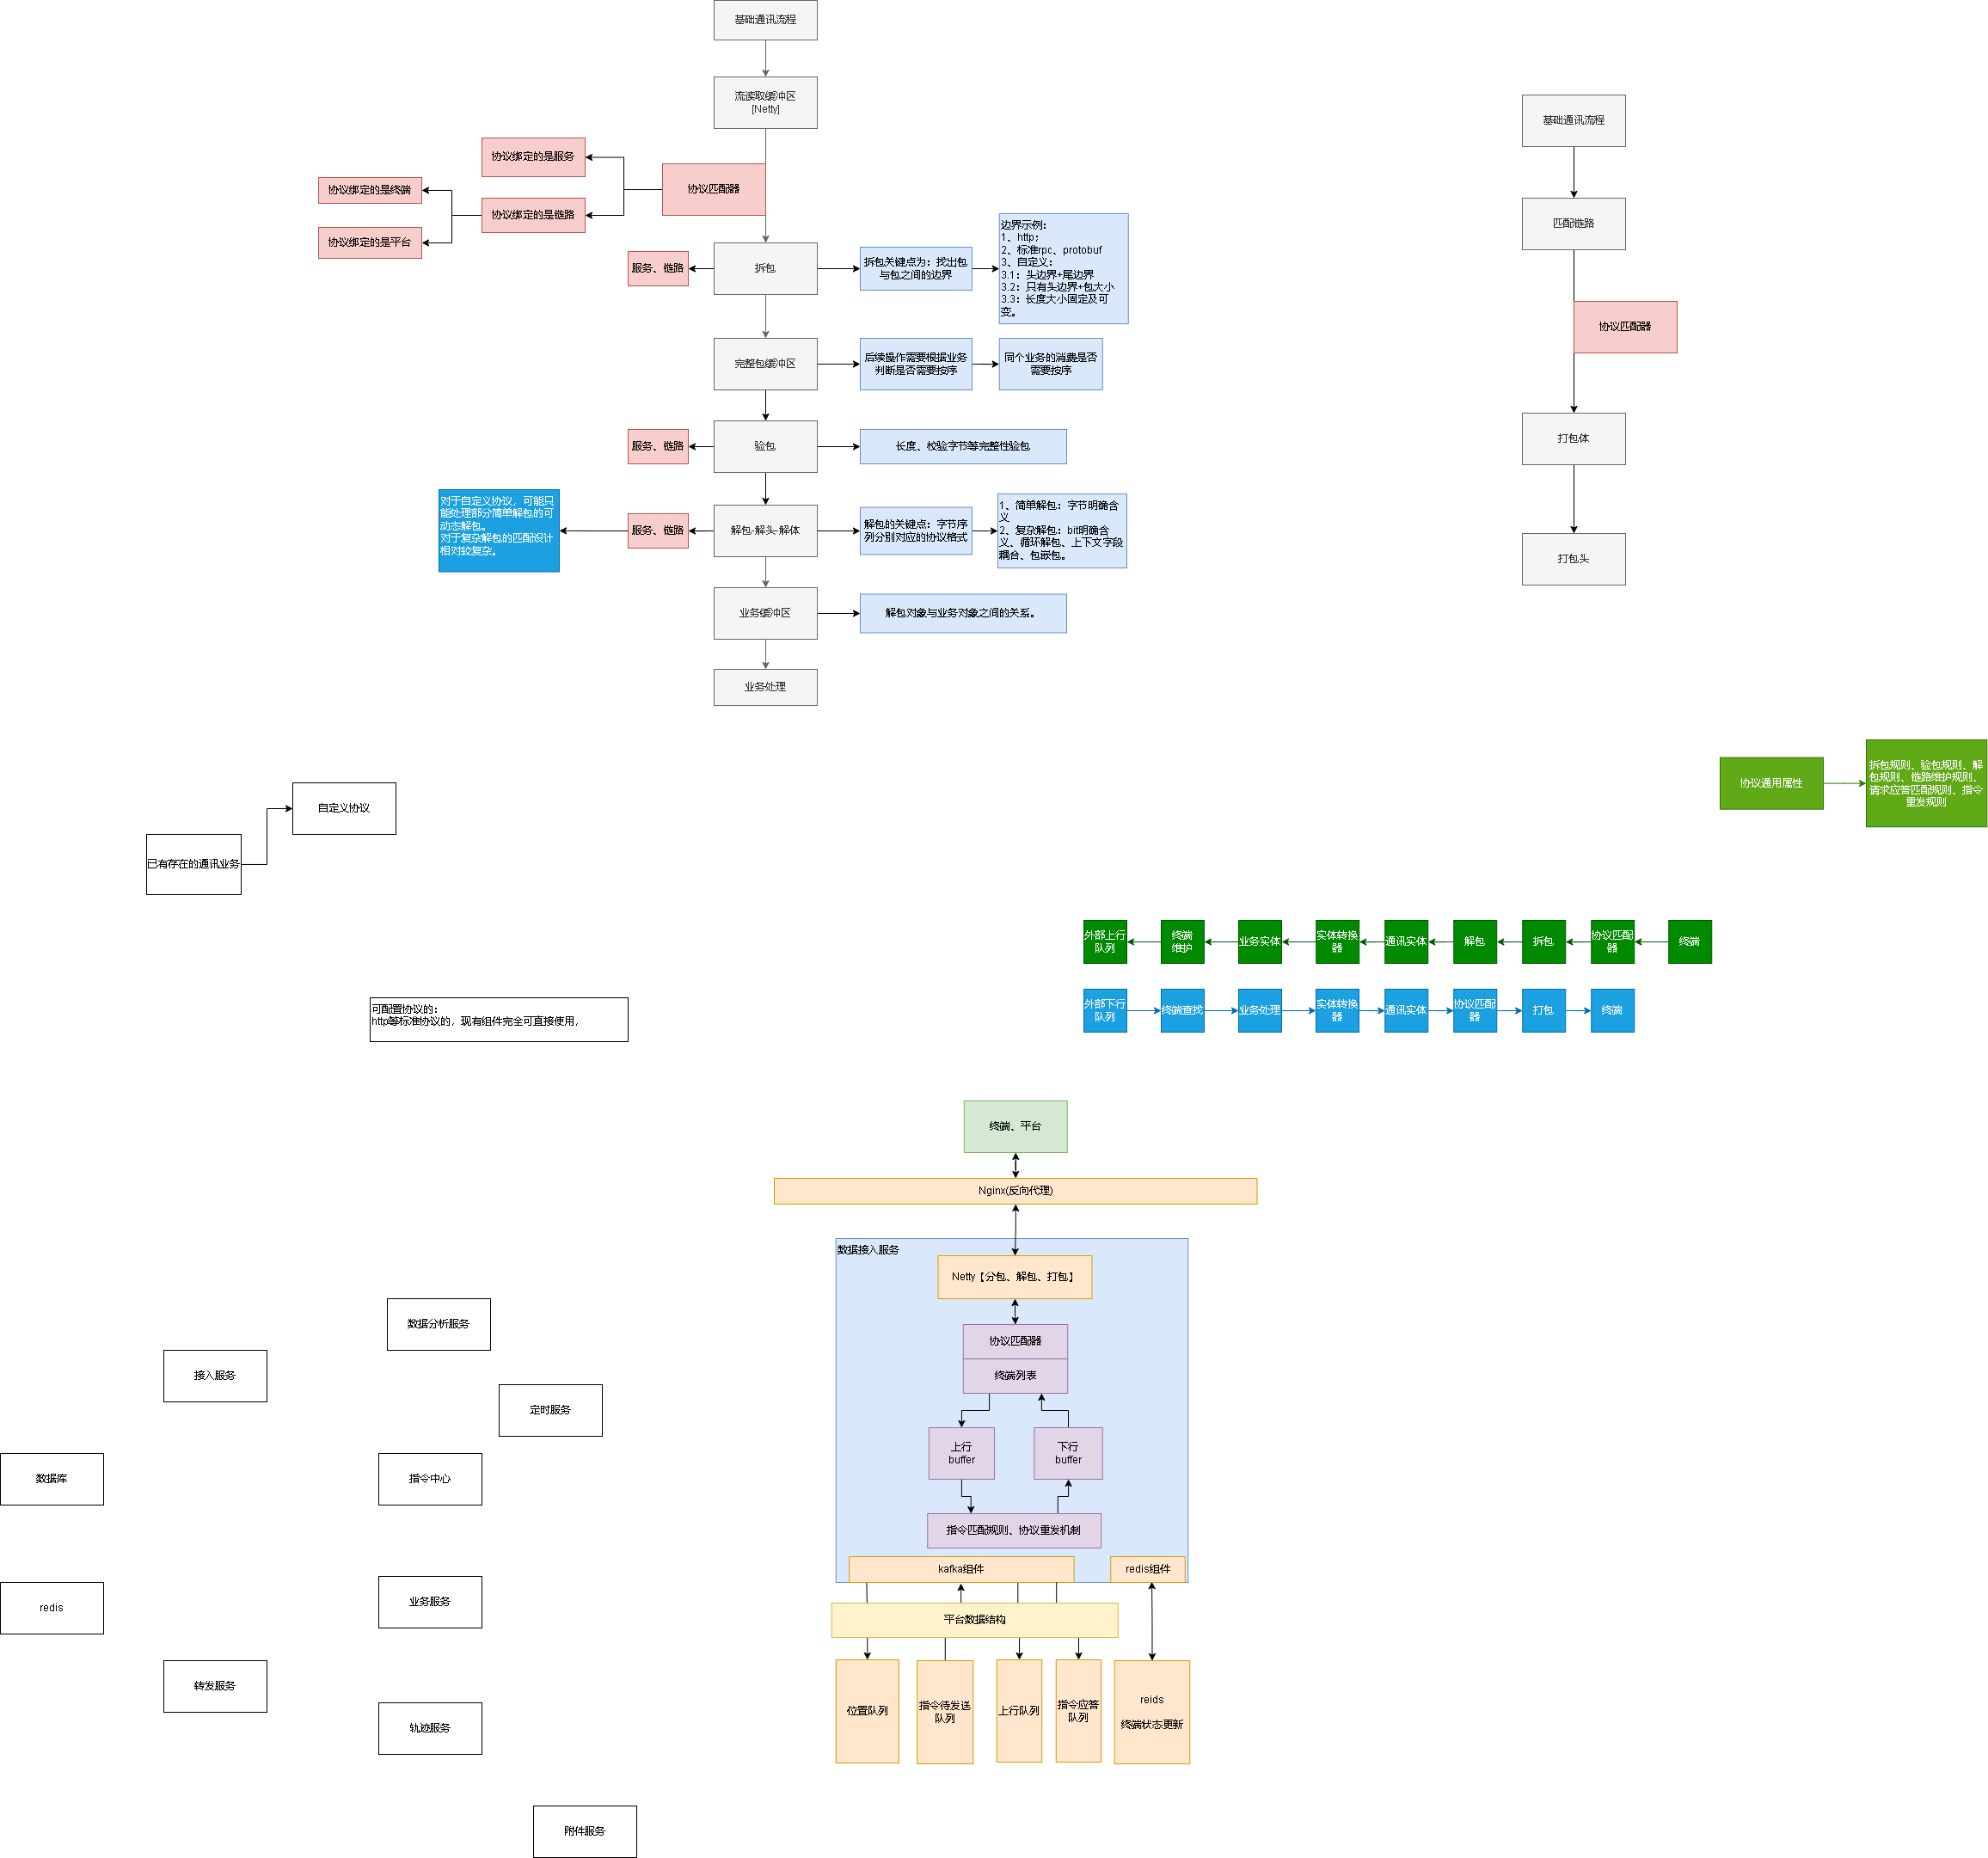 基础通讯流程
流读取缓冲区
[Netty]
协议匹配器
协议绑定的是服务
协议绑定的是链路
协议绑定的是终端
协议绑定的是平台
服务、链路
拆包
拆包关键点为：找出包
与包之间的边界
边界示例：
1、http；
2、标准rpc、protobuf
3、自定义：
3.1：头边界+尾边界
3.2：只有头边界+包大小
3.3：长度大小固定及可
变。
完整包缓冲区
后续操作需要根据业务
判断是否需要按序
同个业务的消费是否
需要按序
服务、链路
验包
长度、校验字节等完整性验包
对于自定义协议，可能只
能处理部分简单解包的可
动态解包。
对于复杂解包的匹配设计
相对较复杂。
服务、链路
解包-解头-解体
解包的关键点：字节序
列分别对应的协议格式
1、简单解包：字节明确含
义
2、复杂解包：bit明确含
义、循环解包、上下文字段
耦合、包嵌包。
业务缓冲区
解包对象与业务对象之间的关系。
业务处理
基础通讯流程
匹配链路
协议匹配器
打包体
打包头
协议通用属性
拆包规则、验包规则、解
包规则、链路维护规则、
请求应答匹配规则、指令
重发规则
自定义协议
已有存在的通讯业务
外部上行
队列
终端
维护
业务实体
实体转换
器
通讯实体
解包
拆包
协议匹配
器
终端
外部下行
队列
终端查找
业务处理
实体转换
器
通讯实体
协议匹配
器
打包
终端
可配置协议的：
http等标准协议的，现有组件完全可直接使用，
终端、平台
Nginx(反向代理)
数据接入服务
Netty【分包、解包、打包】
协议匹配器
终端列表
上行
buffer
下行
buffer
指令匹配规则、协议重发机制
kafka组件
redis组件
平台数据结构
位置队列
指令待发送
队列
上行队列
指令应答
队列
reids
终端状态更新
数据分析服务
接入服务
定时服务
数据库
指令中心
业务服务
redis
转发服务
轨迹服务
附件服务